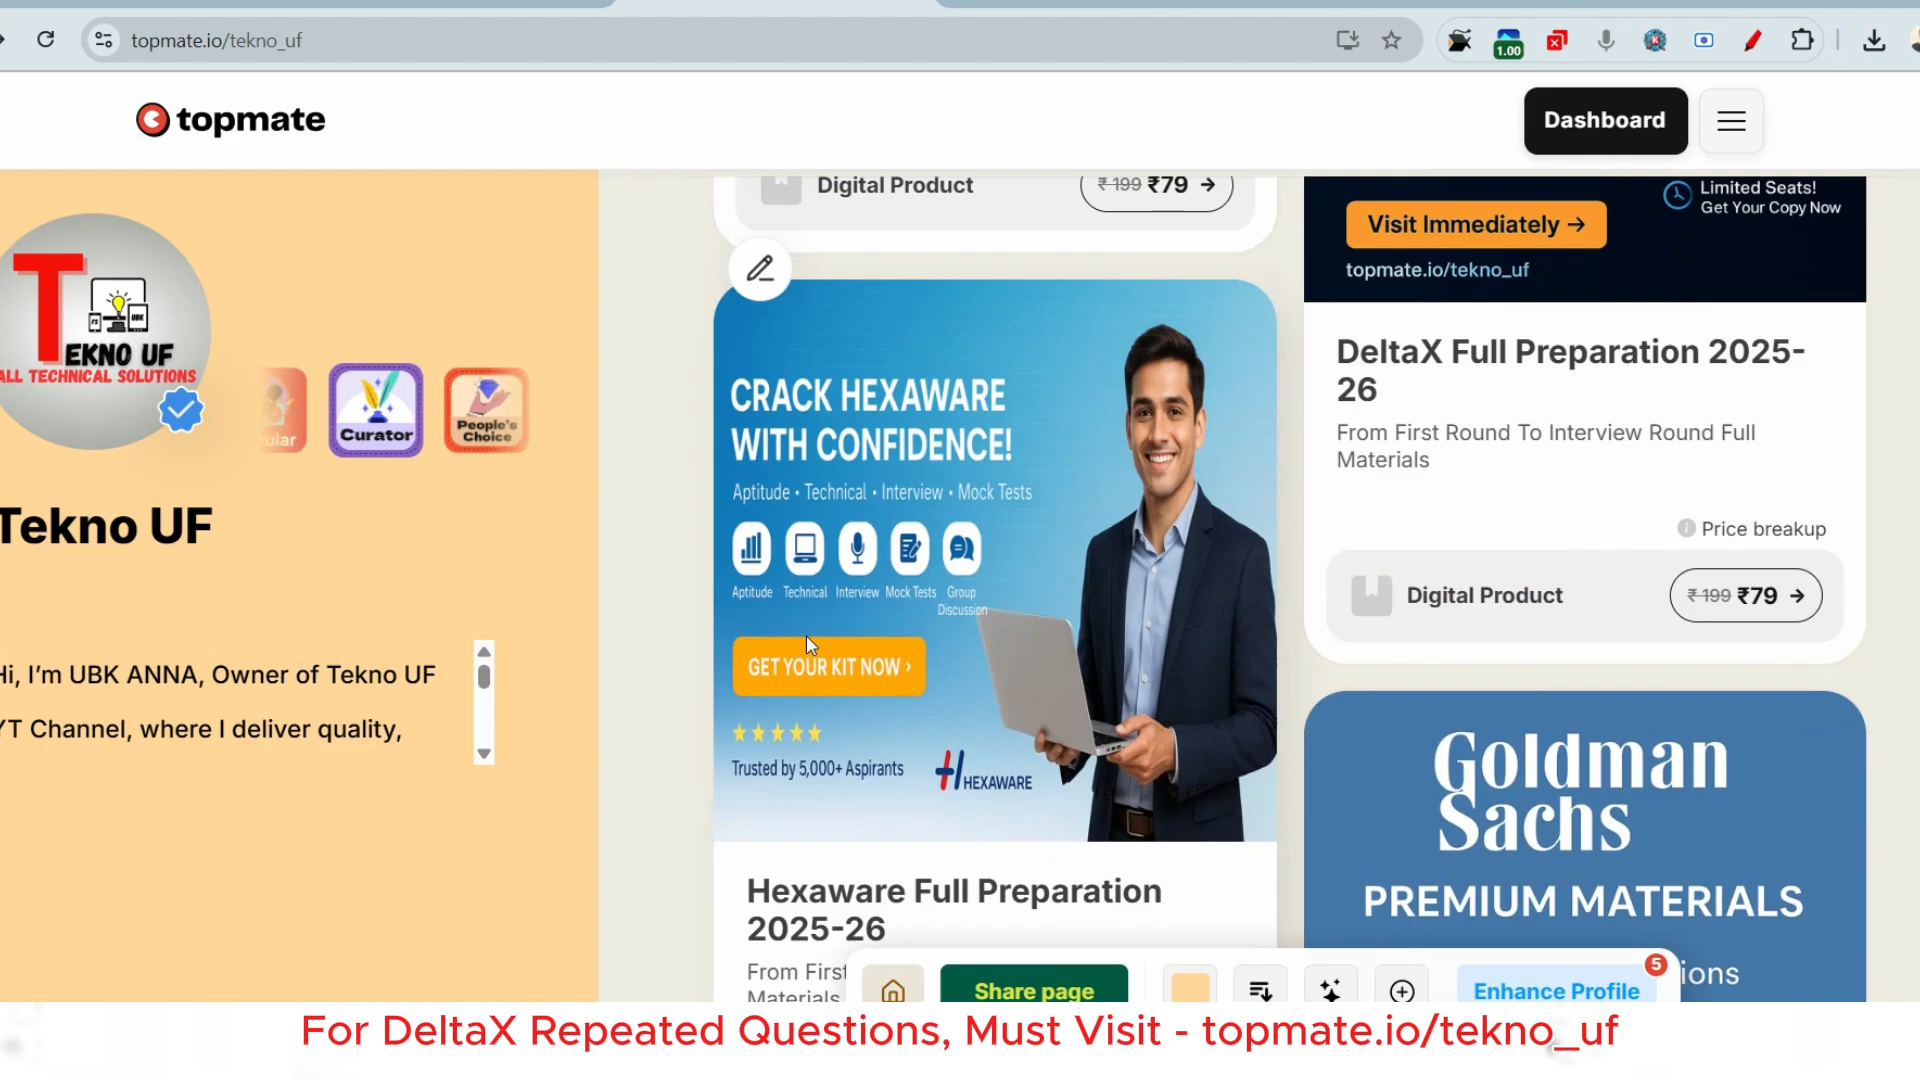 topmate.io/tekno_uf
1.00
topmate
Dashboard
TEKNO UF
ALL TECHNICAL SOLUTIONS
Curator
People's
Choice
Tekno UF
Hi, I'm UBK ANNA, Owner of Tekno UF
YT Channel, where I deliver quality,
Digital Product
₹ 199 ₹79 →
CRACK HEXAWARE
WITH CONFIDENCE!
Aptitude • Technical • Interview • Mock Tests
Aptitude Technical Interview Mock Tests Group
Discussion
GET YOUR KIT NOW ›
Trusted by 5,000+ Aspirants
HEXAWARE
Hexaware Full Preparation
2025-26
From First
Materials
Limited Seats!
Get Your Copy Now
Visit Immediately →
topmate.io/tekno_uf
DeltaX Full Preparation 2025-
26
From First Round To Interview Round Full
Materials
Price breakup
Digital Product
₹ 199 ₹79 →
Goldman
Sachs
PREMIUM MATERIALS
ions
Share page
Enhance Profile
5
For DeltaX Repeated Questions, Must Visit - topmate.io/tekno_uf